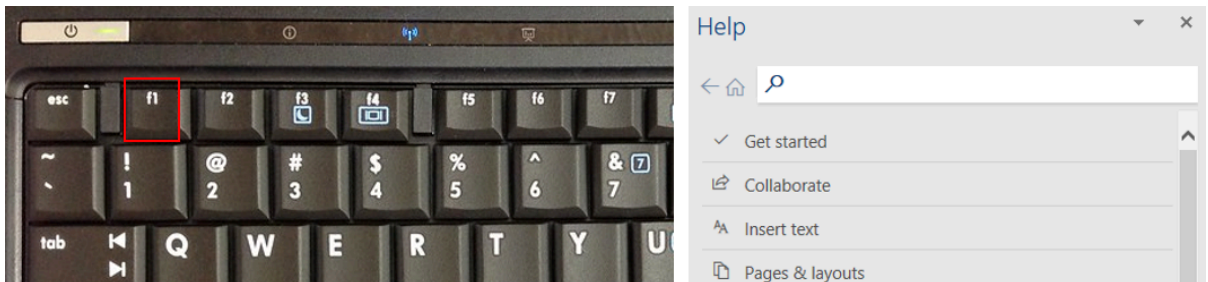 esc f1 f2 f3 f4 f5 f6 f7
~ ! @ # $ % ^ & 7
` 1 2 3 4 5 6 7
tab Q W E R T Y U
Help
Get started
Collaborate
Insert text
Pages & layouts